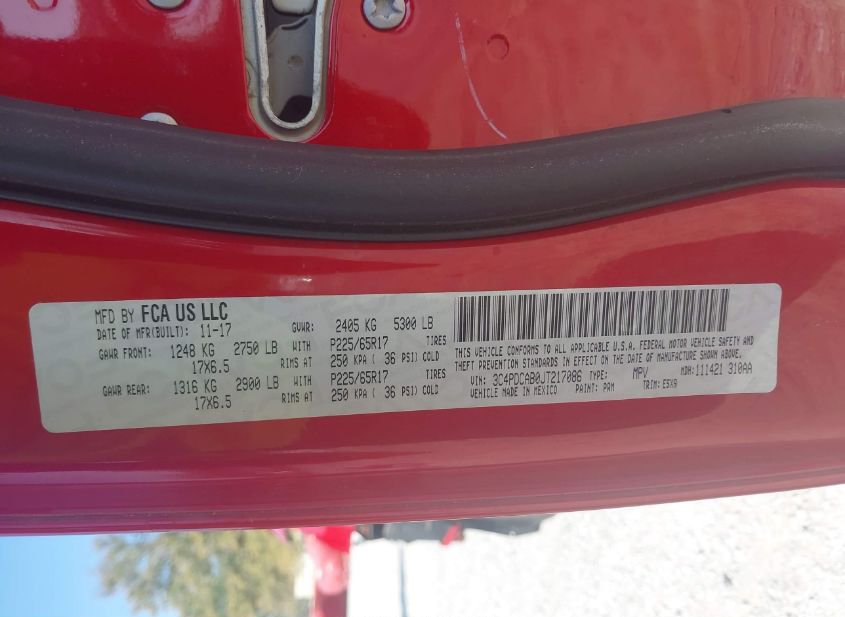 MFD BY FCA US LLC
DATE OF MFR(BUILT): 11-17 GVWR: 2405 KG 5300 LB
GAWR FRONT: 1248 KG 2750 LB WITH P225/65R17 TIRES
17X6.5 RIMS AT 250 KPA ( 36 PSI) COLD
GAWR REAR: 1316 KG 2900 LB WITH P225/65R17 TIRES
17X6.5 RIMS AT 250 KPA ( 36 PSI) COLD
THIS VEHICLE CONFORMS TO ALL APPLICABLE U.S.A. FEDERAL MOTOR VEHICLE SAFETY AND
THEFT PREVENTION STANDARDS IN EFFECT ON THE DATE OF MANUFACTURE SHOWN ABOVE.
VIN: 3C4PDCAB0JT217086 TYPE: MPV MDH: 111421 310AA
VEHICLE MADE IN MEXICO PAINT: PRM TRIM: E5X9